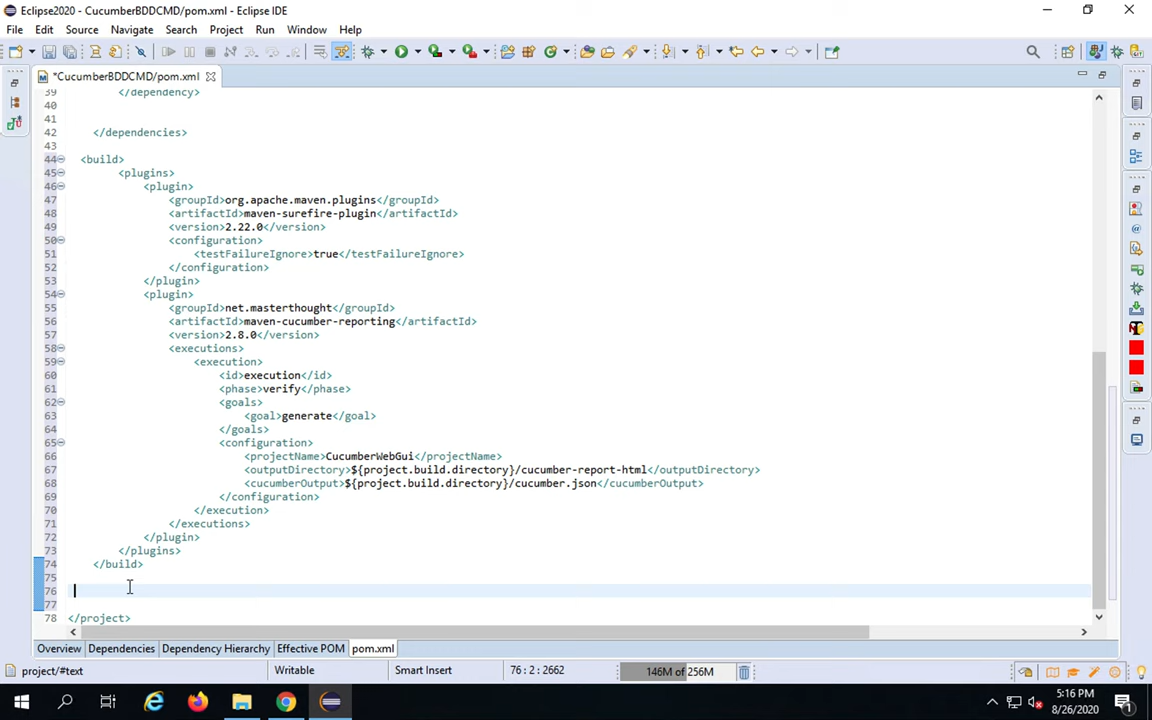 Eclipse2020 - CucumberBDDCMD/pom.xml - Eclipse IDE
File Edit Source Navigate Search Project Run Window Help
*CucumberBDDCMD/pom.xml
39 </dependency>
40
41
42 </dependencies>
43
44 <build>
45 <plugins>
46 <plugin>
47 <groupId>org.apache.maven.plugins</groupId>
48 <artifactId>maven-surefire-plugin</artifactId>
49 <version>2.22.0</version>
50 <configuration>
51 <testFailureIgnore>true</testFailureIgnore>
52 </configuration>
53 </plugin>
54 <plugin>
55 <groupId>net.masterthought</groupId>
56 <artifactId>maven-cucumber-reporting</artifactId>
57 <version>2.8.0</version>
58 <executions>
59 <execution>
60 <id>execution</id>
61 <phase>verify</phase>
62 <goals>
63 <goal>generate</goal>
64 </goals>
65 <configuration>
66 <projectName>CucumberWebGui</projectName>
67 <outputDirectory>${project.build.directory}/cucumber-report-html</outputDirectory>
68 <cucumberOutput>${project.build.directory}/cucumber.json</cucumberOutput>
69 </configuration>
70 </execution>
71 </executions>
72 </plugin>
73 </plugins>
74 </build>
75
76
77
78 </project>
Overview Dependencies Dependency Hierarchy Effective POM pom.xml
project/#text Writable Smart Insert 76 : 2 : 2662 146M of 256M
5:16 PM
8/26/2020